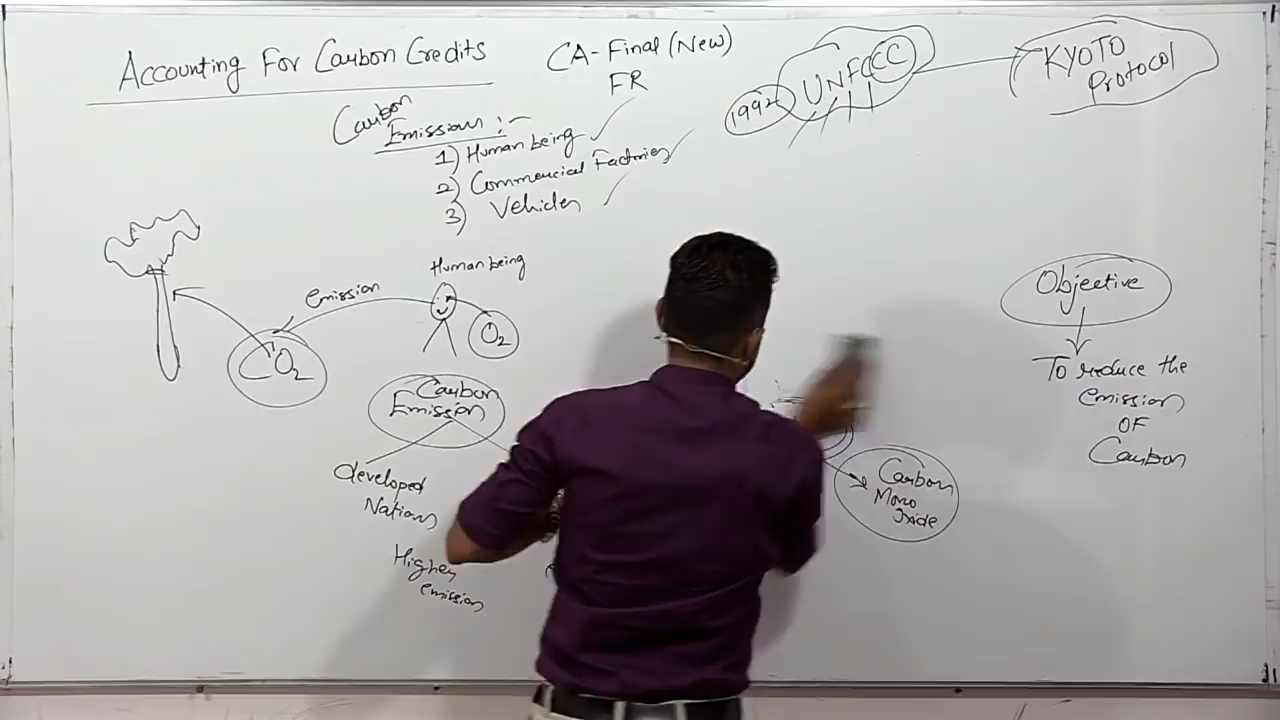 Accounting For Carbon Credits
CA-Final (New)
FR
1992
UNFCCC
KYOTO
Protocol
Carbon
Emission :-
1) Human being
2) Commercial Factories
3) Vehicles
Human being
emission
O2
CO2
Carbon
Emission
developed
Nations
Higher
emission
Carbon
Mono
oxide
Objective
To reduce the
emission
OF
Carbon